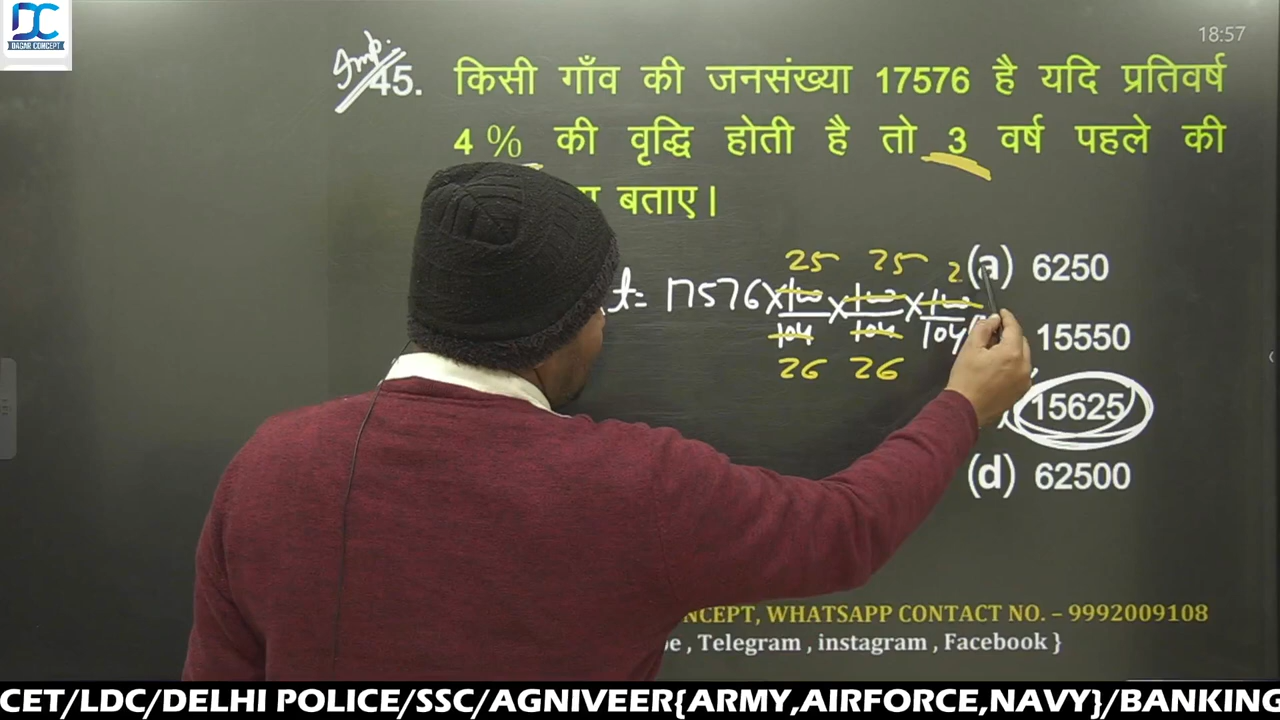 DC
DAGAR CONCEPT
18:57
Imp.
45. किसी गाँव की जनसंख्या 17576 है यदि प्रतिवर्ष
4 % की वृद्धि होती है तो 3 वर्ष पहले की
बताए।
25 25 2
t= 17576×100/104×100/104×100/104
26 26
(a) 6250
15550
15625
(d) 62500
NCEPT, WHATSAPP CONTACT NO. – 9992009108
, Telegram , instagram , Facebook }
CET/LDC/DELHI POLICE/SSC/AGNIVEER{ARMY,AIRFORCE,NAVY}/BANKING